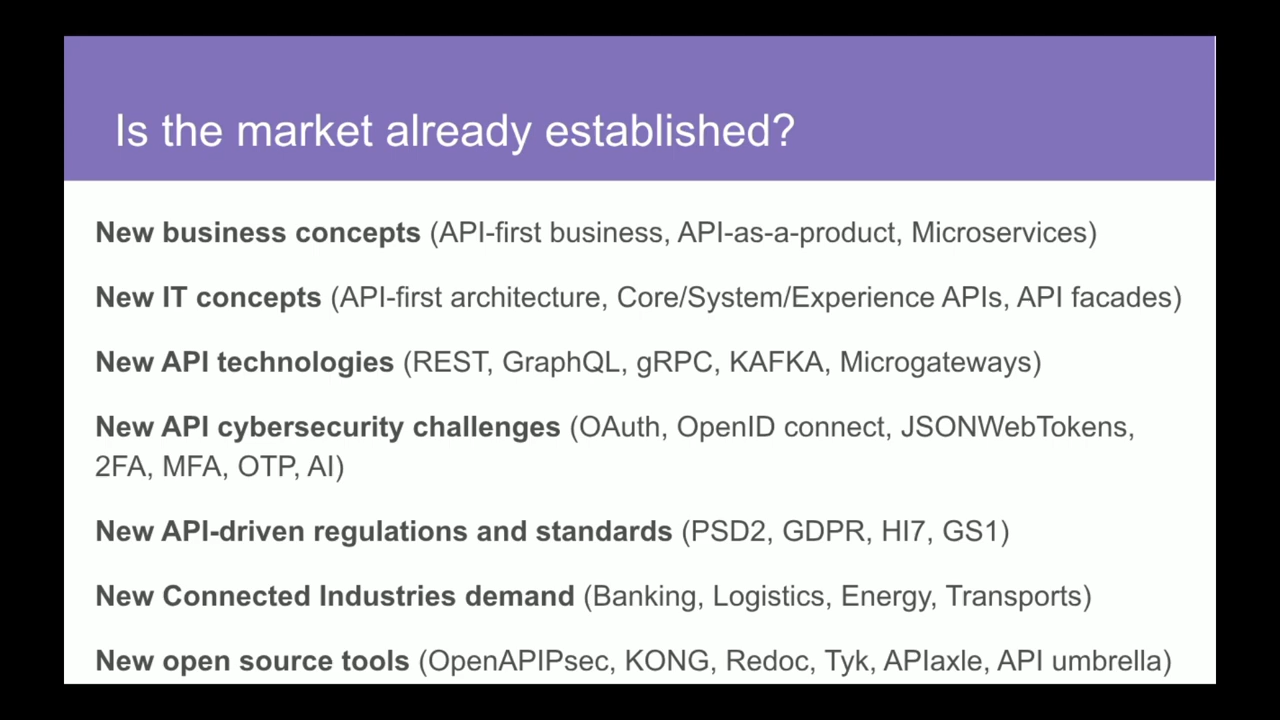 Is the market already established?
New business concepts (API-first business, API-as-a-product, Microservices)
New IT concepts (API-first architecture, Core/System/Experience APIs, API facades)
New API technologies (REST, GraphQL, gRPC, KAFKA, Microgateways)
New API cybersecurity challenges (OAuth, OpenID connect, JSONWebTokens,
2FA, MFA, OTP, AI)
New API-driven regulations and standards (PSD2, GDPR, HI7, GS1)
New Connected Industries demand (Banking, Logistics, Energy, Transports)
New open source tools (OpenAPIPsec, KONG, Redoc, Tyk, APIaxle, API umbrella)